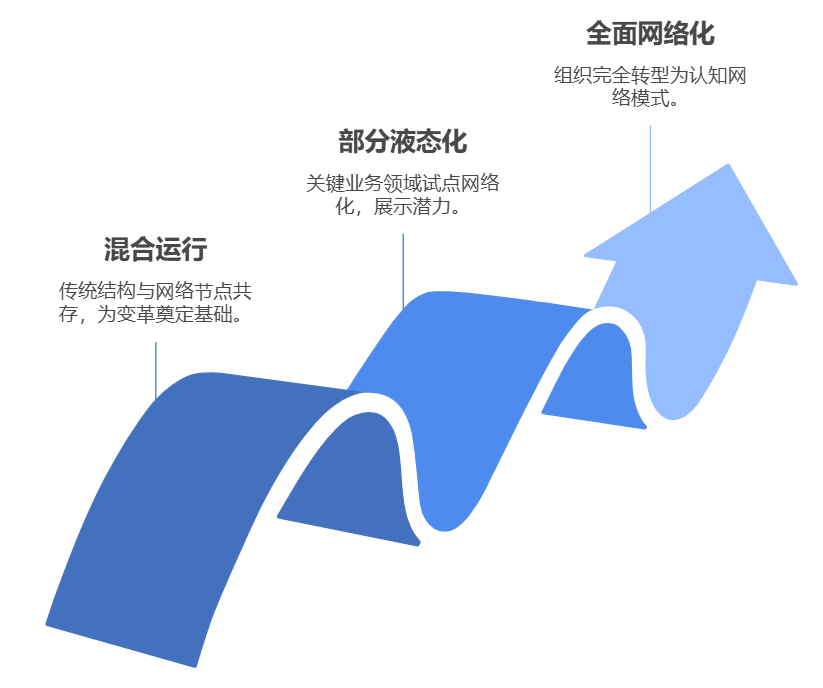 全面网络化
组织完全转型为认知网
络模式。
部分液态化
关键业务领域试点网络
化，展示潜力。
混合运行
传统结构与网络节点共
存，为变革奠定基础。